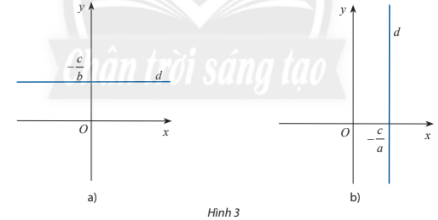 Chân trời sáng tạo
y
-c/b
d
O
x
a)
y
d
O
-c/a
x
b)
Hình 3